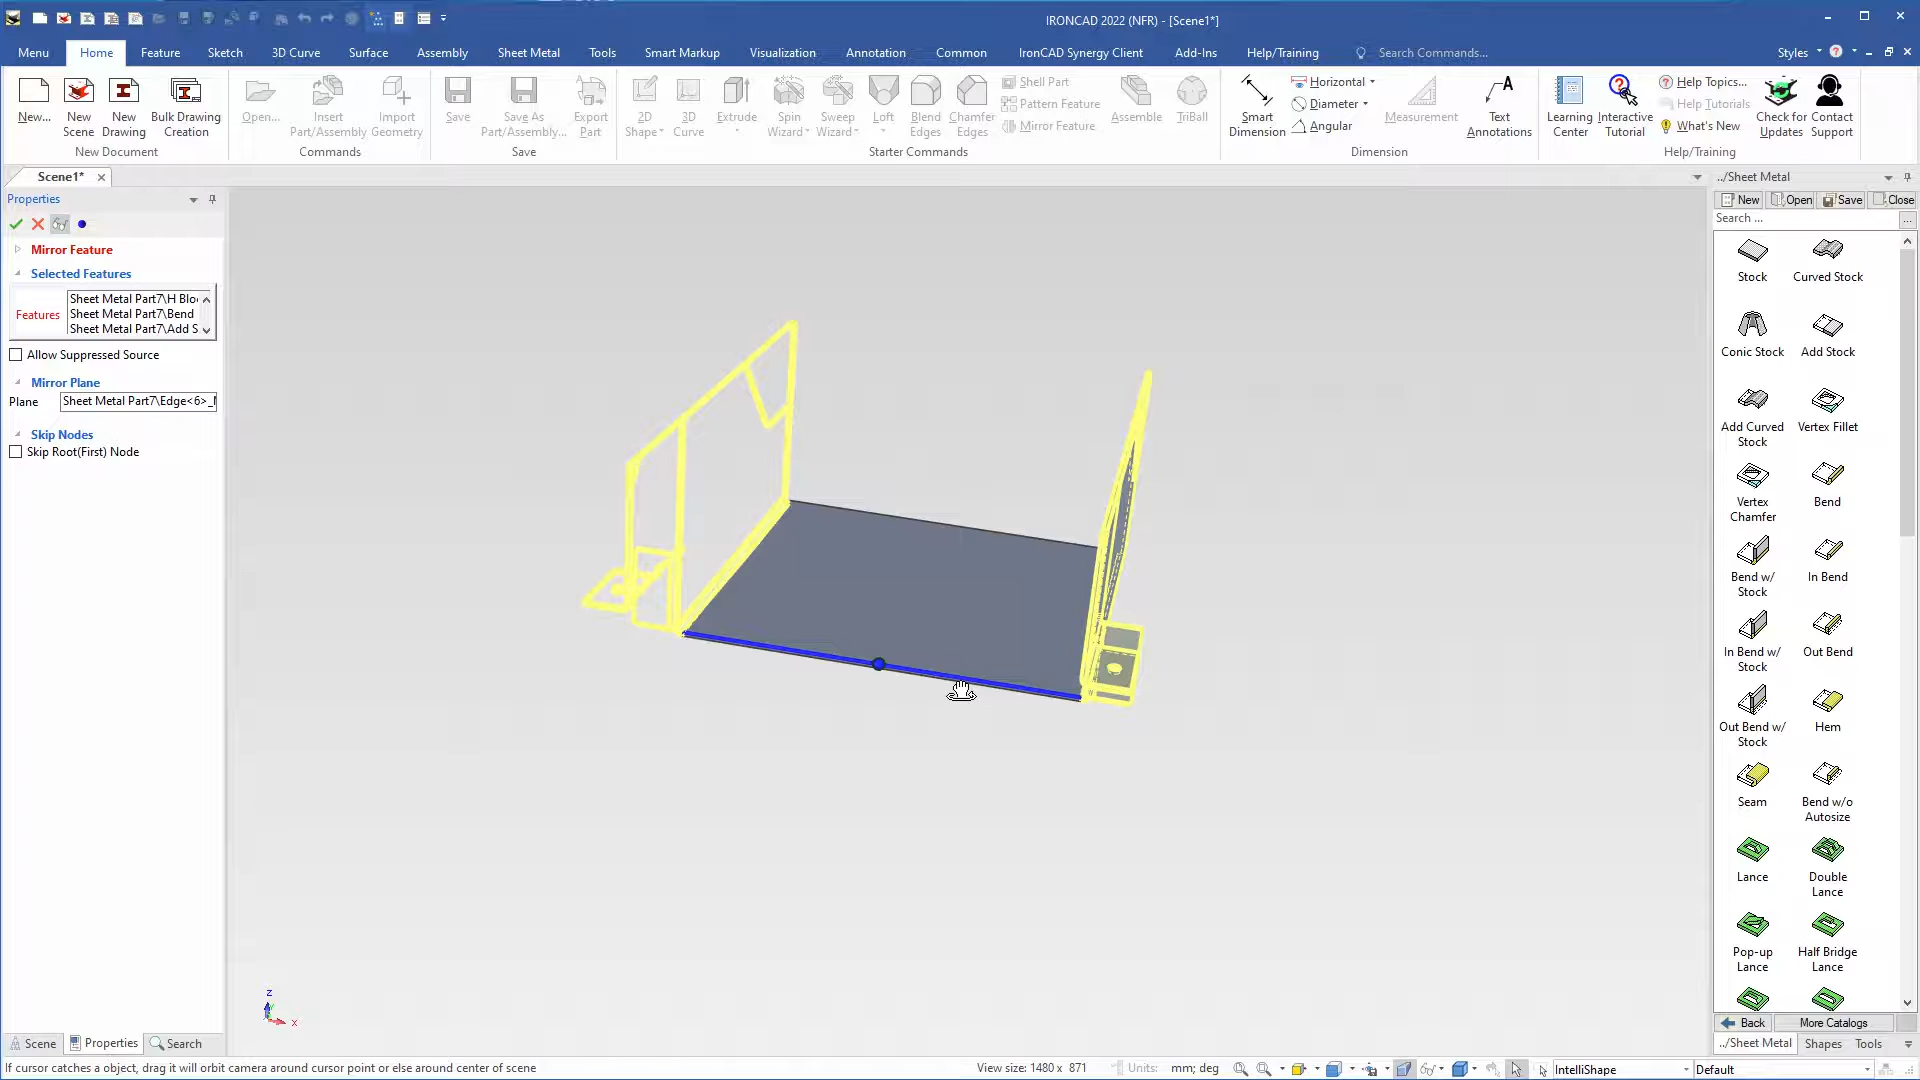 IRONCAD 2022 (NFR) - [Scene1*]
Menu
Home
Feature
Sketch
3D Curve
Surface
Assembly
Sheet Metal
Tools
Smart Markup
Visualization
Annotation
Common
IronCAD Synergy Client
Add-Ins
Help/Training
Search Commands...
Styles
New...
New Scene
New Drawing
Bulk Drawing Creation
New Document
Open...
Insert Part/Assembly
Import Geometry
Commands
Save
Save As Part/Assembly...
Export Part
Save
2D Shape
3D Curve
Extrude
Spin Wizard
Sweep Wizard
Loft
Blend Edges
Chamfer Edges
Shell Part
Pattern Feature
Mirror Feature
Assemble
TriBall
Starter Commands
Smart Dimension
Horizontal
Diameter
Angular
Measurement
Text Annotations
Dimension
Learning Center
Interactive Tutorial
Help Topics...
Help Tutorials
What's New
Check for Updates
Contact Support
Help/Training
Scene1*
Properties
Mirror Feature
Selected Features
Features
Sheet Metal Part7\H Blo
Sheet Metal Part7\Bend
Sheet Metal Part7\Add S
Allow Suppressed Source
Mirror Plane
Plane
Sheet Metal Part7\Edge<6>_
Skip Nodes
Skip Root(First) Node
z
x
../Sheet Metal
New
Open
Save
Close
Search ...
...
Stock
Curved Stock
Conic Stock
Add Stock
Add Curved Stock
Vertex Fillet
Vertex Chamfer
Bend
Bend w/ Stock
In Bend
In Bend w/ Stock
Out Bend
Out Bend w/ Stock
Hem
Seam
Bend w/o Autosize
Lance
Double Lance
Pop-up Lance
Half Bridge Lance
Back
More Catalogs
../Sheet Metal
Shapes
Tools
Scene
Properties
Search
If cursor catches a object, drag it will orbit camera around cursor point or else around center of scene
View size: 1480 x 871
Units: mm; deg
IntelliShape
Default